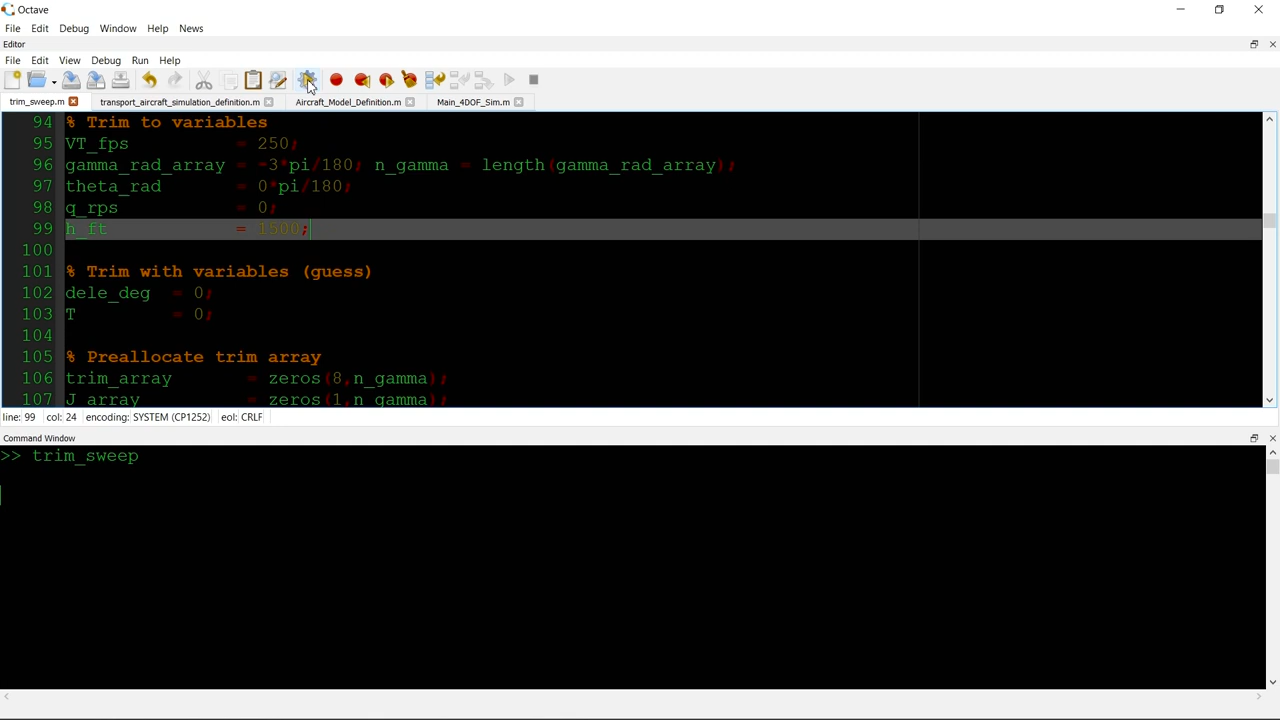 Octave
File Edit Debug Window Help News
Editor
File Edit View Debug Run Help
trim_sweep.m transport_aircraft_simulation_definition.m Aircraft_Model_Definition.m Main_4DOF_Sim.m
94 % Trim to variables
95 VT_fps = 250;
96 gamma_rad_array = -3*pi/180; n_gamma = length(gamma_rad_array);
97 theta_rad = 0*pi/180;
98 q_rps = 0;
99 h_ft = 1500;
100
101 % Trim with variables (guess)
102 dele_deg = 0;
103 T = 0;
104
105 % Preallocate trim array
106 trim_array = zeros(8,n_gamma);
107 J_array = zeros(1,n_gamma);
line: 99 col: 24 encoding: SYSTEM (CP1252) eol: CRLF
Command Window
>> trim_sweep